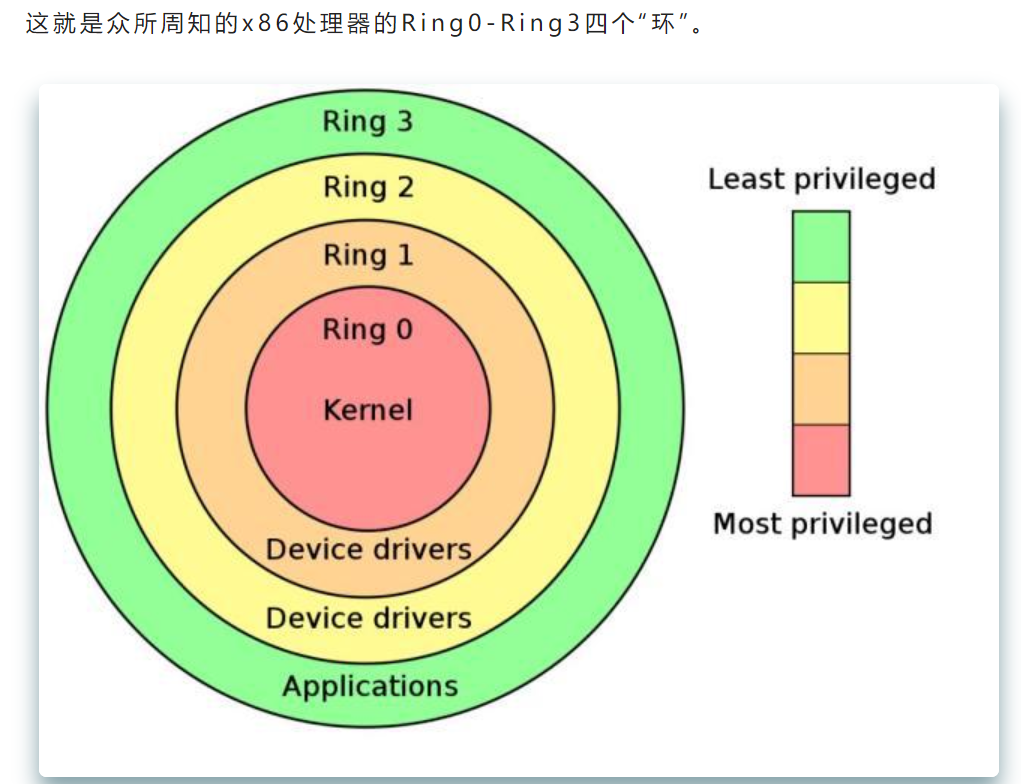 这就是众所周知的x86处理器的Ring0-Ring3四个“环”。
Ring 3
Ring 2
Ring 1
Ring 0
Kernel
Device drivers
Device drivers
Applications
Least privileged
Most privileged